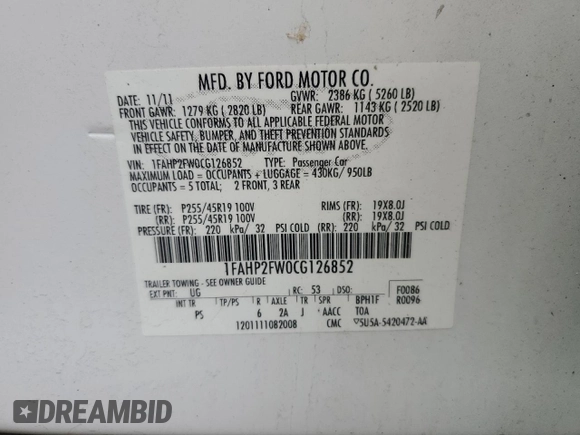 MFD. BY FORD MOTOR CO.
DATE: 11/11 GVWR: 2386 KG ( 5260 LB)
FRONT GAWR: 1279 KG ( 2820 LB) REAR GAWR: 1143 KG ( 2520 LB)
THIS VEHICLE CONFORMS TO ALL APPLICABLE FEDERAL MOTOR
VEHICLE SAFETY, BUMPER, AND THEFT PREVENTION STANDARDS
IN EFFECT ON THE DATE OF MANUFACTURE SHOWN ABOVE.
VIN: 1FAHP2FW0CG126852 TYPE: Passenger Car
MAXIMUM LOAD = OCCUPANTS + LUGGAGE = 430KG/ 950LB
OCCUPANTS = 5 TOTAL; 2 FRONT, 3 REAR
TIRE (FR): P255/45R19 100V RIMS (FR): 19X8.0J
(RR): P255/45R19 100V (RR): 19X8.0J
PRESSURE (FR): 220 kPa/ 32 PSI COLD (RR): 220 kPa/ 32 PSI COLD
1FAHP2FW0CG126852
TRAILER TOWING - SEE OWNER GUIDE
EXT PNT: UG RC: 53 DSO: F0086
R0096
INT TR TP/PS R AXLE TR SPR BPH1F
PS 6 2A J AACC TOA
1201111082008 CMC 5U5A-5420472-AA
DREAMBID